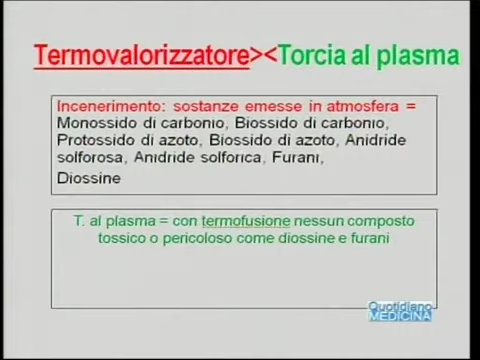 Termovalorizzatore><Torcia al plasma
Incenerimento: sostanze emesse in atmosfera =
Monossido di carbonio, Biossido di carbonio,
Protossido di azoto, Biossido di azoto, Anidride
solforosa, Anidride solforica, Furani,
Diossine
T. al plasma = con termofusione nessun composto
tossico o pericoloso come diossine e furani
Quotidiano
MEDICINA